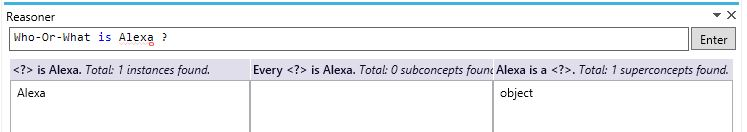 Reasoner
Who-Or-What is Alexa ?
Enter
<?> is Alexa. Total: 1 instances found.
Every <?> is Alexa. Total: 0 subconcepts found
Alexa is a <?>. Total: 1 superconcepts found.
Alexa
object